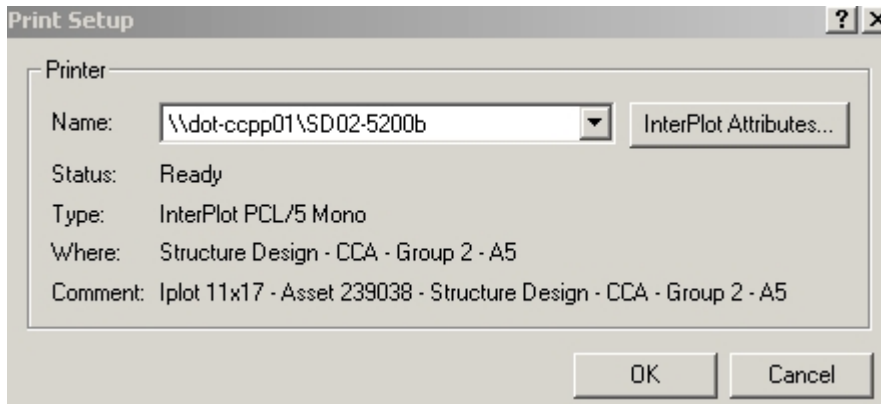 Print Setup ? X
Printer
Name: \\dot-ccpp01\SD02-5200b InterPlot Attributes...
Status: Ready
Type: InterPlot PCL/5 Mono
Where: Structure Design - CCA - Group 2 - A5
Comment: Iplot 11x17 - Asset 239038 - Structure Design - CCA - Group 2 - A5
OK Cancel